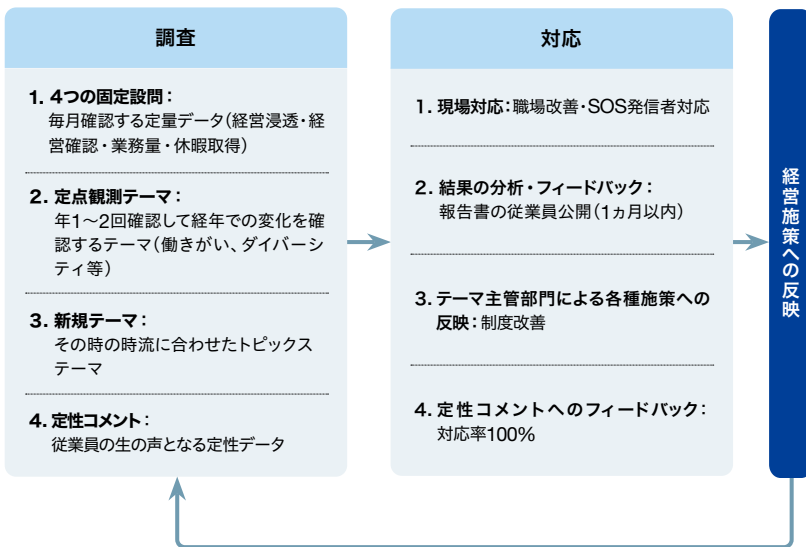 調査
1. 4つの固定設問：
毎月確認する定量データ（経営浸透・経
営確認・業務量・休暇取得）
2. 定点観測テーマ：
年1～2回確認して経年での変化を確
認するテーマ（働きがい、ダイバーシ
ティ等）
3. 新規テーマ：
その時の時流に合わせたトピックス
テーマ
4. 定性コメント：
従業員の生の声となる定性データ
対応
1. 現場対応：職場改善・SOS発信者対応
2. 結果の分析・フィードバック：
報告書の従業員公開（1ヵ月以内）
3. テーマ主管部門による各種施策への
反映：制度改善
4. 定性コメントへのフィードバック：
対応率100%
経営施策への反映